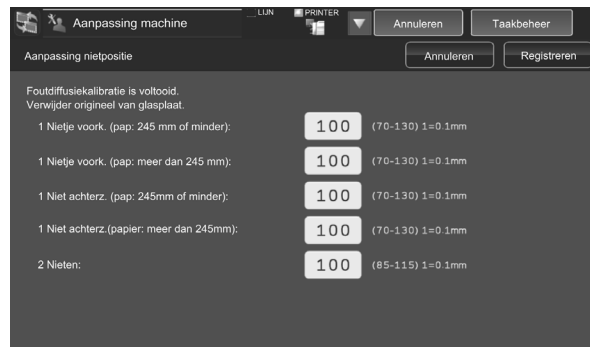 Aanpassing machine
LIJN
PRINTER
Annuleren
Taakbeheer
Aanpassing nietpositie
Annuleren
Registreren
Foutdiffusiekalibratie is voltooid.
Verwijder origineel van glasplaat.
1 Nietje voork. (pap: 245 mm of minder): 100 (70-130) 1=0.1mm
1 Nietje voork. (pap: meer dan 245 mm): 100 (70-130) 1=0.1mm
1 Niet achterz. (pap: 245mm of minder): 100 (70-130) 1=0.1mm
1 Niet achterz.(papier: meer dan 245mm): 100 (70-130) 1=0.1mm
2 Nieten: 100 (85-115) 1=0.1mm